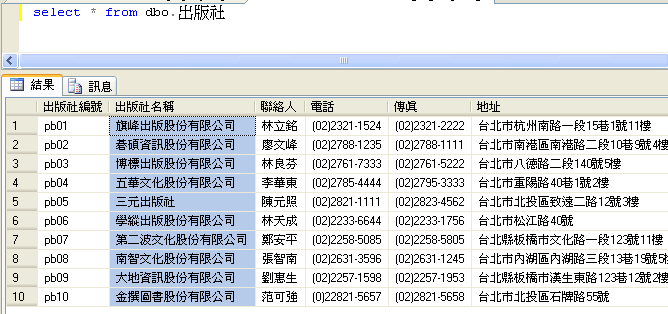 select * from dbo.出版社
結果 訊息
出版社編號 出版社名稱 聯絡人 電話 傳真 地址
1 pb01 旗峰出版股份有限公司 林立銘 (02)2321-1524 (02)2321-2222 台北市杭州南路一段15巷1號11樓
2 pb02 碁碩資訊股份有限公司 廖文峰 (02)2788-1235 (02)2788-1111 台北市南港區南港路二段10巷9號4樓
3 pb03 博標出版股份有限公司 林良芬 (02)2761-7333 (02)2761-5222 台北市八德路二段140號5樓
4 pb04 五華文化股份有限公司 李華東 (02)2785-4444 (02)2795-3333 台北市重陽路40巷1號2樓
5 pb05 三元出版社 陳元照 (02)2821-1111 (02)2823-4562 台北市北投區致遠二路12號3樓
6 pb06 學縱出版股份有限公司 林天成 (02)2233-6644 (02)2233-1756 台北市松江路40號
7 pb07 第二波文化股份有限公司 鄭安平 (02)2258-5085 (02)2258-5805 台北縣板橋市文化路一段123號11樓
8 pb08 南智文化股份有限公司 張智南 (02)2631-3596 (02)2631-1245 台北市內湖區內湖路三段13巷19號5樓
9 pb09 大地資訊股份有限公司 劉惠生 (02)2257-1598 (02)2257-1953 台北縣板橋市漢生東路123巷12號2樓
10 pb10 金撰圖書股份有限公司 范可強 (0)22821-5657 (02)2821-5658 台北市北投區石牌路55號